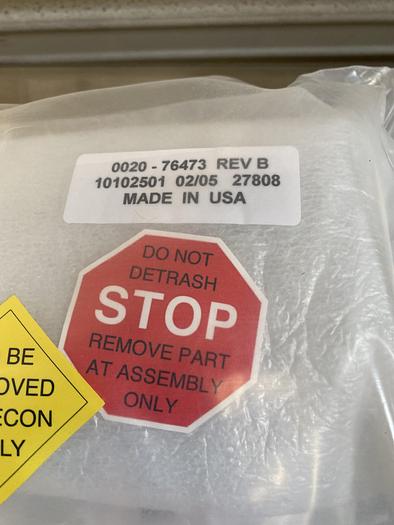 0020 - 76473 REV B
10102501 02/05 27808
MADE IN USA
DO NOT
DETRASH
STOP
REMOVE PART
AT ASSEMBLY
ONLY
BE
OVED
ECON
LY